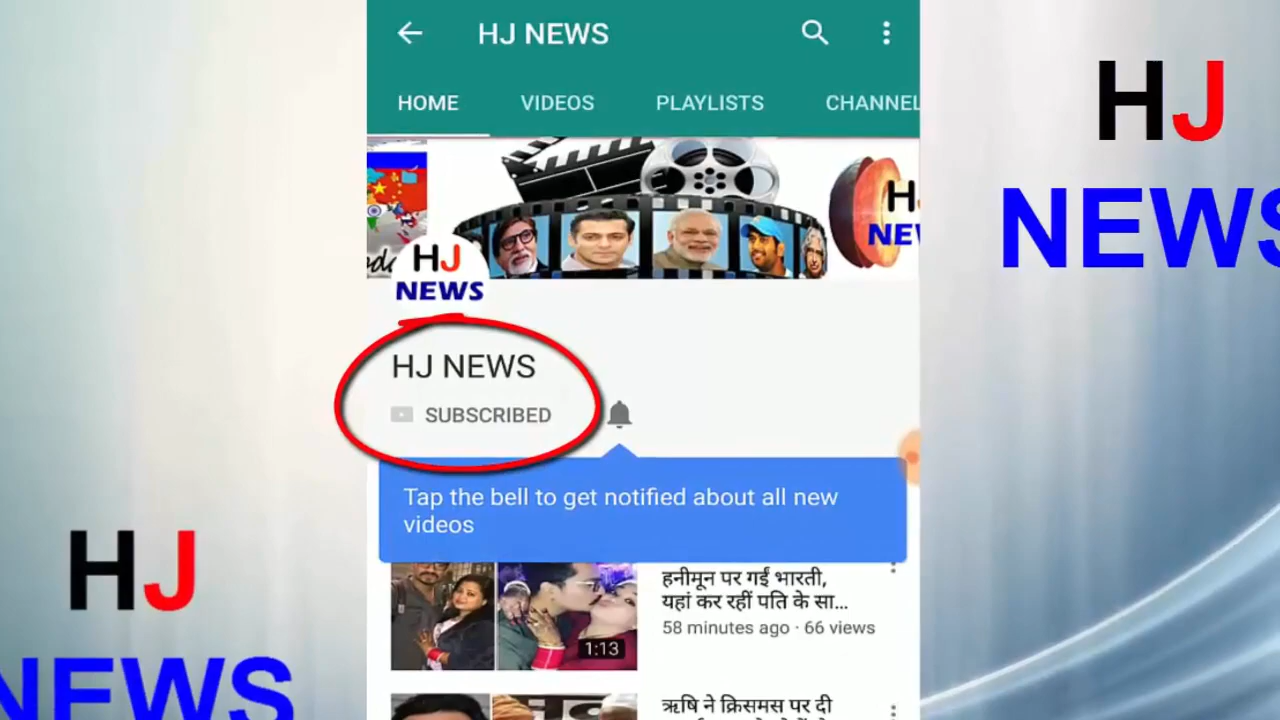 HJ NEWS
HOME VIDEOS PLAYLISTS CHANNEL
HJ
NEWS
HJ
NEWS
HJ NEWS
SUBSCRIBED
Tap the bell to get notified about all new
videos
हनीमून पर गईं भारती,
यहां कर रहीं पति के सा...
58 minutes ago · 66 views
1:13
ऋषि ने क्रिसमस पर दी
HJ
NEWS